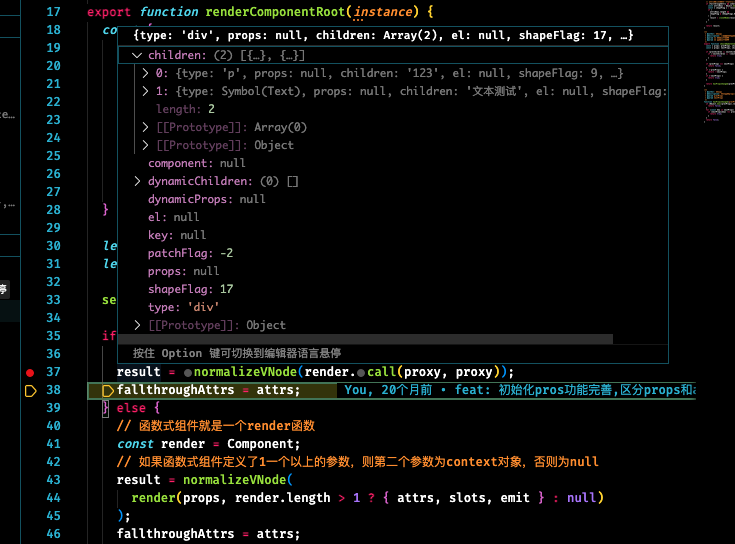 17 export function renderComponentRoot(instance) {
18 co
{type: 'div', props: null, children: Array(2), el: null, shapeFlag: 17, …}
19 children: (2) [{…}, {…}]
20 0: {type: 'p', props: null, children: '123', el: null, shapeFlag: 9, …}
21 1: {type: Symbol(Text), props: null, children: '文本测试', el: null, shapeFlag:
22 length: 2
23 [[Prototype]]: Array(0)
24 [[Prototype]]: Object
25 component: null
26 dynamicChildren: (0) []
27 dynamicProps: null
28 } el: null
29 key: null
30 le patchFlag: -2
31 le props: null
32 shapeFlag: 17
33 se type: 'div'
34 [[Prototype]]: Object
35 if
36 按住 Option 键可切换到编辑器语言悬停
37 result = normalizeVNode(render.call(proxy, proxy));
38 fallthroughAttrs = attrs; You, 20个月前 • feat: 初始化pros功能完善,区分props和a
39 } else {
40 // 函数式组件就是一个render函数
41 const render = Component;
42 // 如果函数式组件定义了1一个以上的参数，则第二个参数为context对象，否则为null
43 result = normalizeVNode(
44 render(props, render.length > 1 ? { attrs, slots, emit } : null)
45 );
46 fallthroughAttrs = attrs;